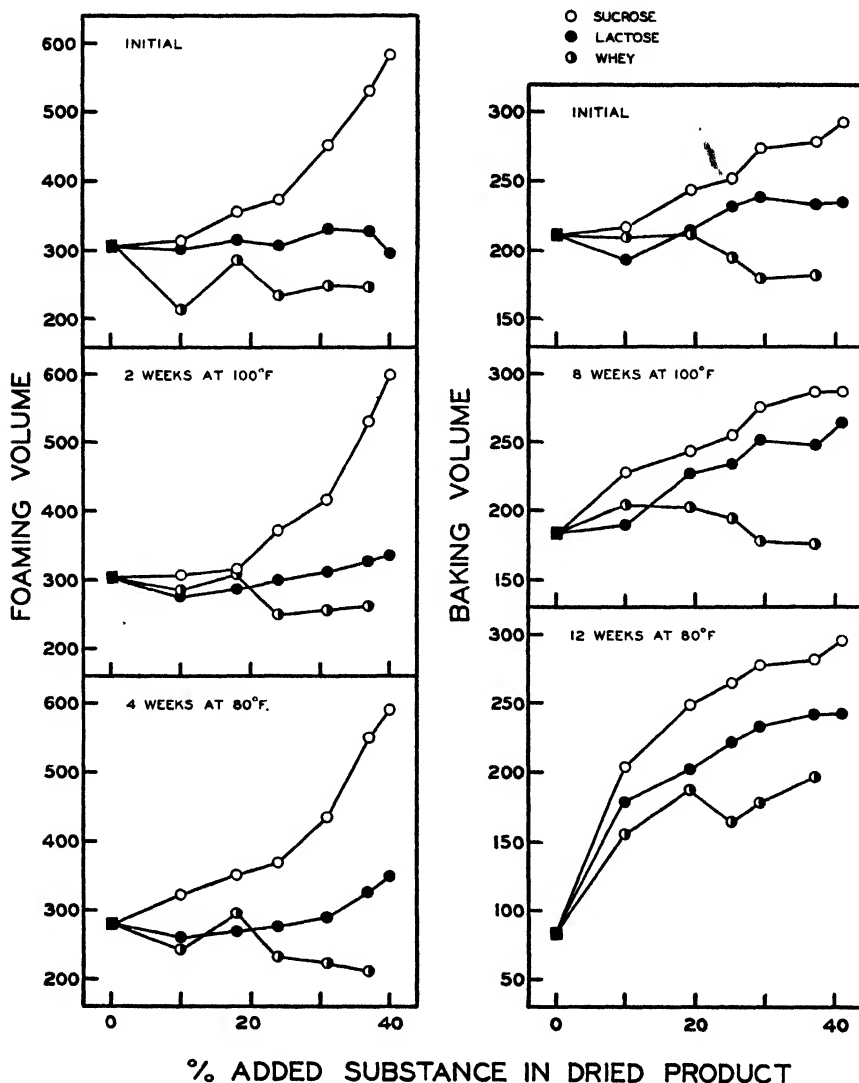 SUCROSE
LACTOSE
WHEY
INITIAL
600
500
400
300
200
2 WEEKS AT 100°F
600
500
400
300
200
4 WEEKS AT 80°F.
600
500
400
300
200
0
20
40
FOAMING VOLUME
INITIAL
300
250
200
150
8 WEEKS AT 100°F
300
250
200
150
12 WEEKS AT 80°F
300
250
200
150
100
50
0
20
40
BAKING VOLUME
% ADDED SUBSTANCE IN DRIED PRODUCT